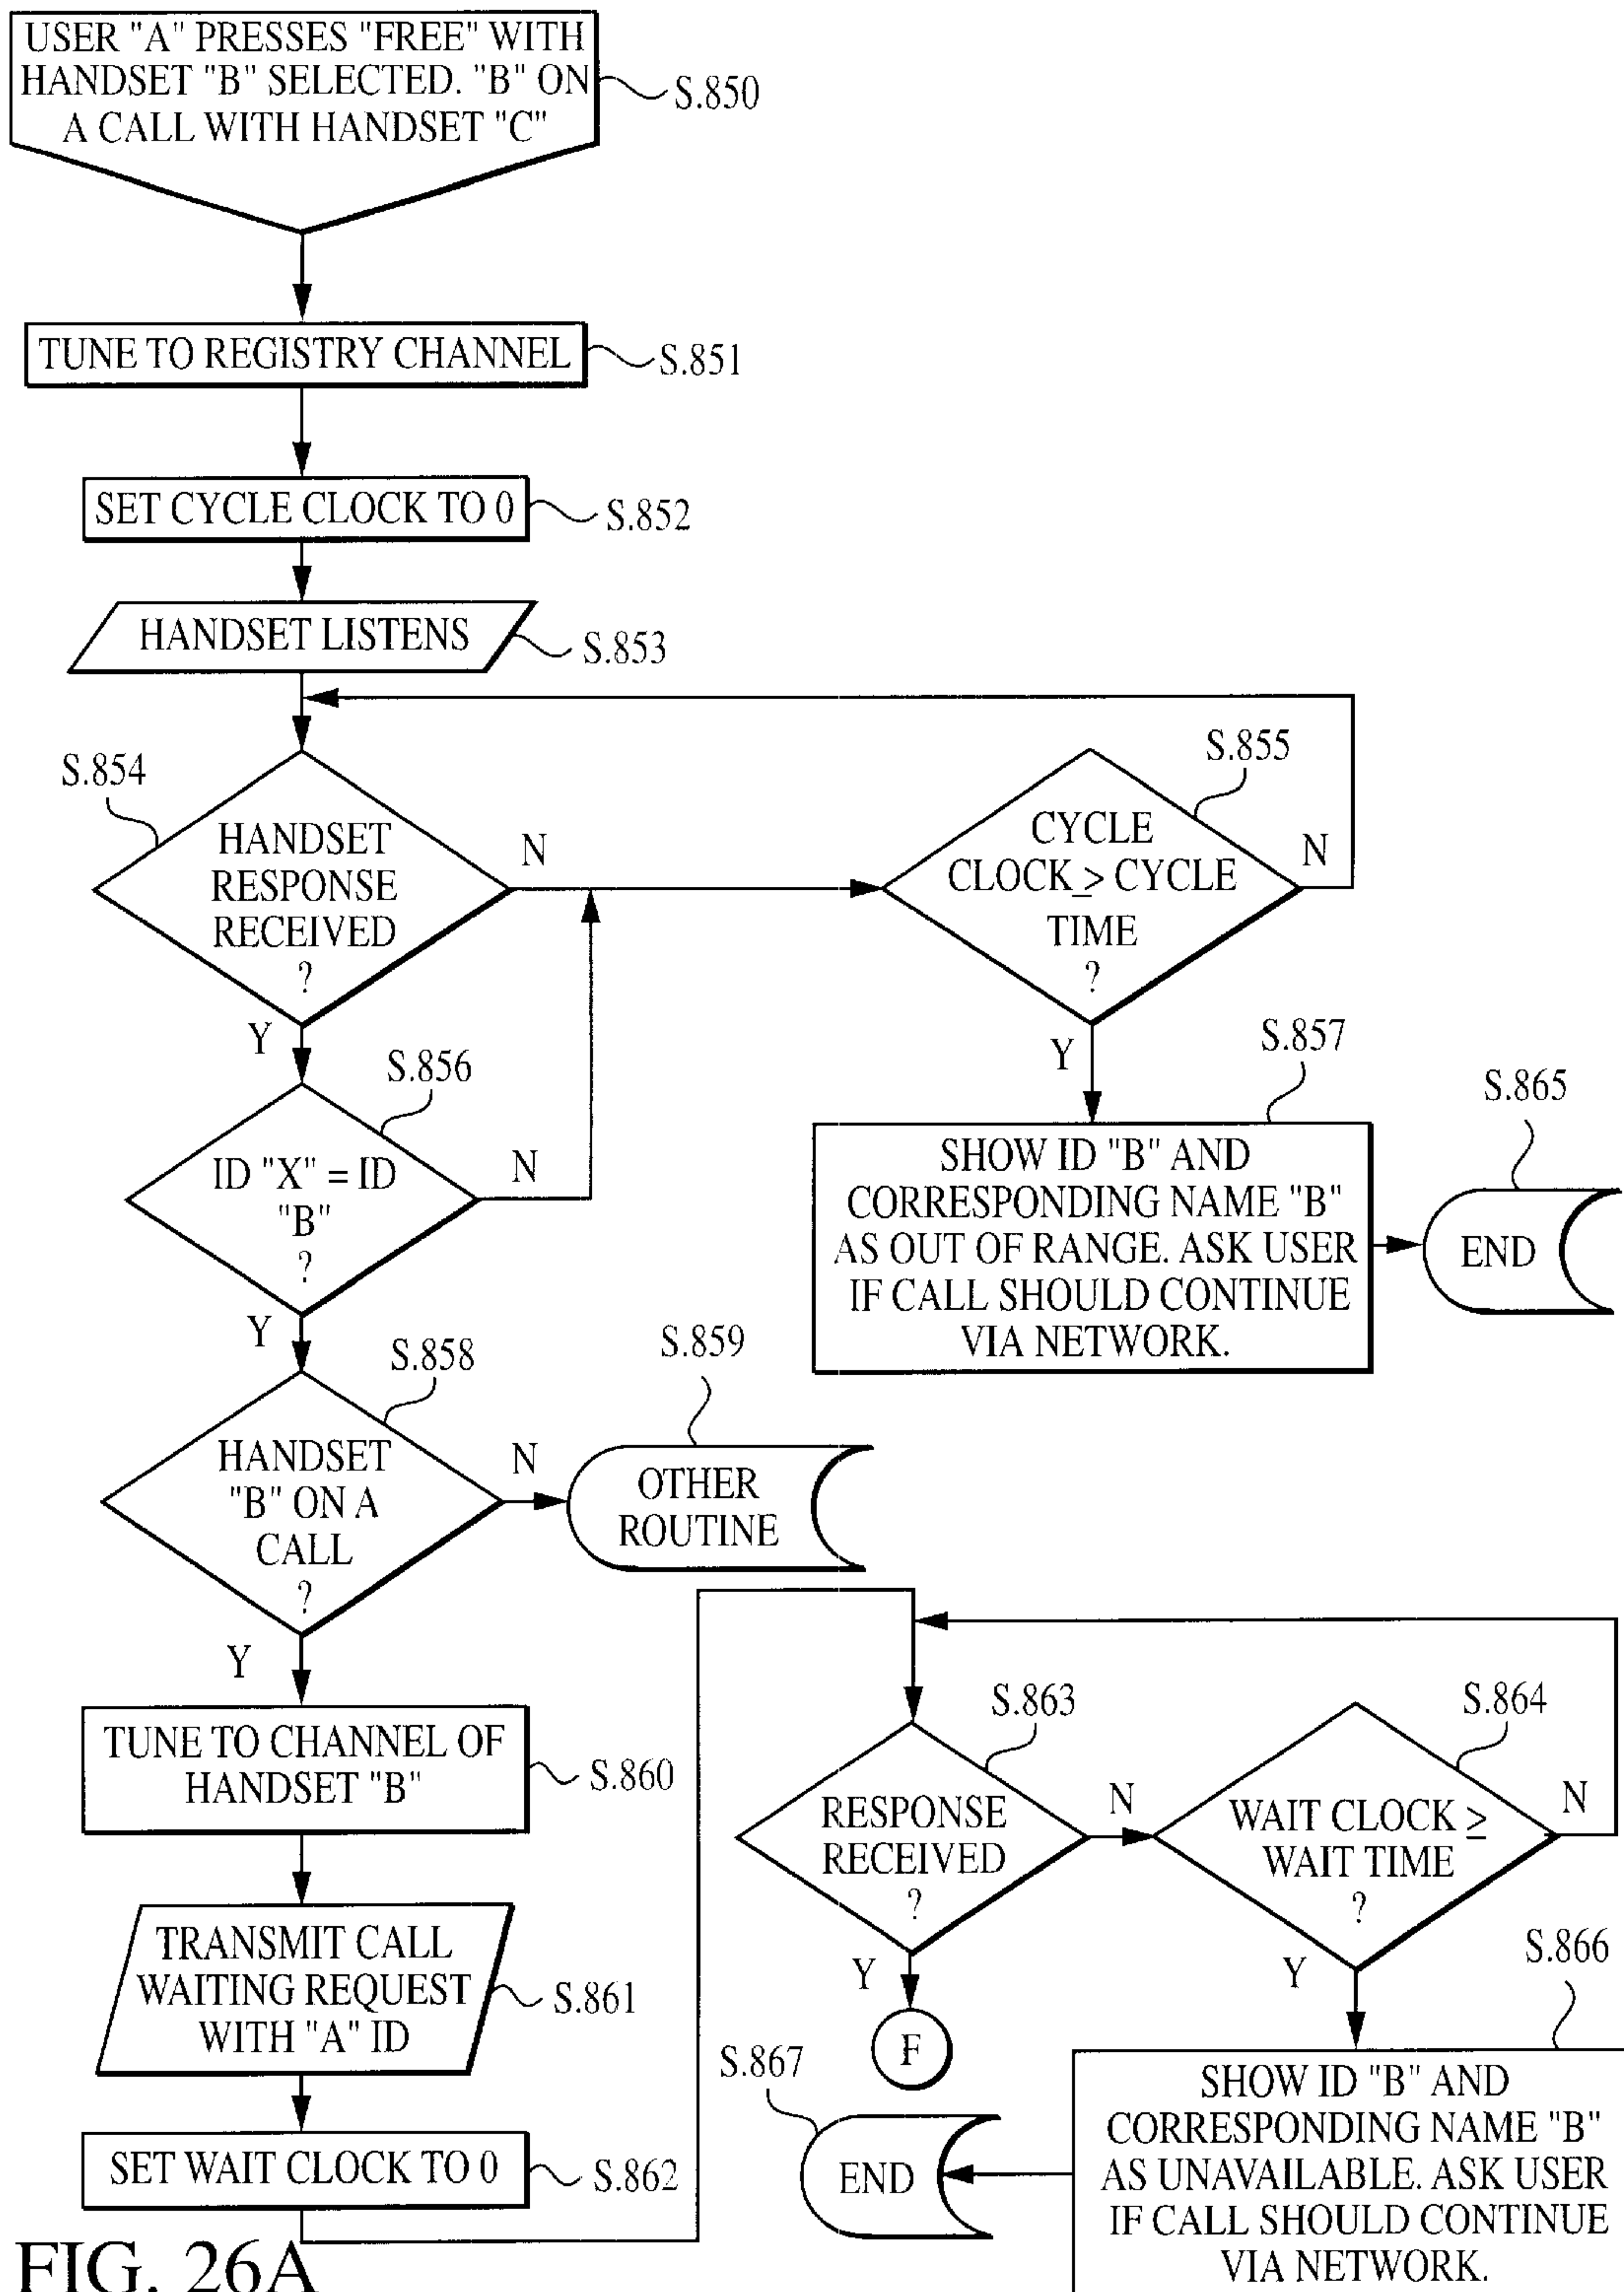 USER "A" PRESSES "FREE" WITH
HANDSET "B" SELECTED. "B" ON
A CALL WITH HANDSET "C"
S.850
TUNE TO REGISTRY CHANNEL
S.851
SET CYCLE CLOCK TO 0
S.852
HANDSET LISTENS
S.853
S.854
HANDSET
RESPONSE
RECEIVED
?
N
Y
S.855
CYCLE
CLOCK ≥ CYCLE
TIME
?
N
Y
S.856
ID "X" = ID
"B"
?
N
Y
S.857
SHOW ID "B" AND
CORRESPONDING NAME "B"
AS OUT OF RANGE. ASK USER
IF CALL SHOULD CONTINUE
VIA NETWORK.
S.865
END
S.858
HANDSET
"B" ON A
CALL
?
N
Y
S.859
OTHER
ROUTINE
TUNE TO CHANNEL OF
HANDSET "B"
S.860
TRANSMIT CALL
WAITING REQUEST
WITH "A" ID
S.861
SET WAIT CLOCK TO 0
S.862
S.863
RESPONSE
RECEIVED
?
N
Y
F
S.864
WAIT CLOCK ≥
WAIT TIME
?
N
Y
S.866
SHOW ID "B" AND
CORRESPONDING NAME "B"
AS UNAVAILABLE. ASK USER
IF CALL SHOULD CONTINUE
VIA NETWORK.
S.867
END
FIG. 26A